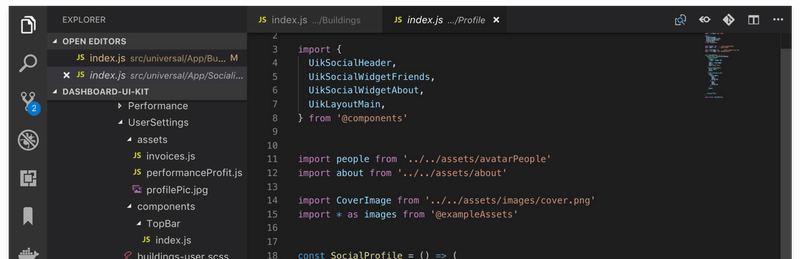 EXPLORER
OPEN EDITORS
JS index.js src/universal/App/Bu... M
JS index.js src/universal/App/Sociali...
DASHBOARD-UI-KIT
Performance
UserSettings
assets
JS invoices.js
JS performanceProfit.js
profilePic.jpg
components
TopBar
JS index.js
buildings-user.scss
2
JS index.js .../Buildings
JS index.js .../Profile
2
3 import {
4 UikSocialHeader,
5 UikSocialWidgetFriends,
6 UikSocialWidgetAbout,
7 UikLayoutMain,
8 } from '@components'
9
10
11 import people from '../../assets/avatarPeople'
12 import about from '../../assets/about'
13
14 import CoverImage from '../../assets/images/cover.png'
15 import * as images from '@exampleAssets'
16
17
18 const SocialProfile = () => (